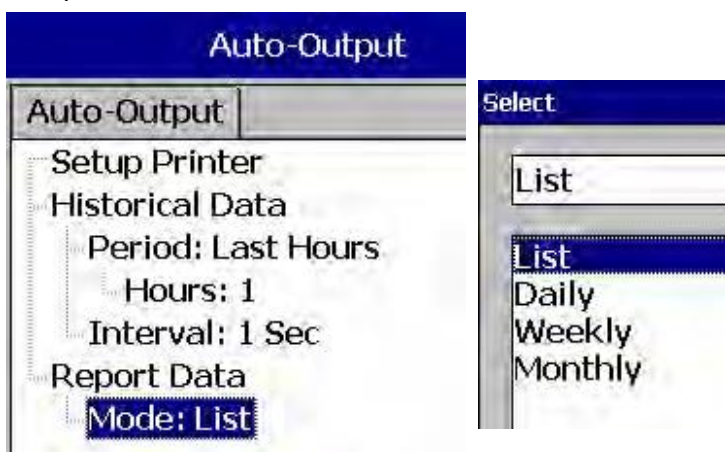 Auto-Output
Auto-Output
Setup Printer
Historical Data
Period: Last Hours
Hours: 1
Interval: 1 Sec
Report Data
Mode: List
Select
List
List
Daily
Weekly
Monthly